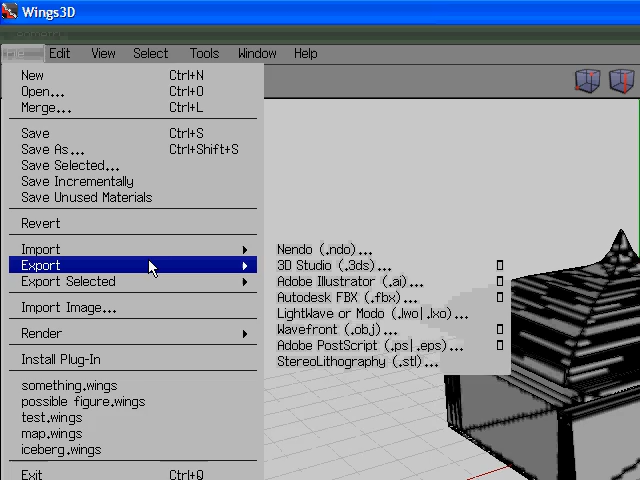 Wings3D
Geometry
File Edit View Select Tools Window Help
New Ctrl+N
Open... Ctrl+O
Merge... Ctrl+L
Save Ctrl+S
Save As... Ctrl+Shift+S
Save Selected...
Save Incrementally
Save Unused Materials
Revert
Import
Export
Export Selected
Import Image...
Render
Install Plug-In
something.wings
possible figure.wings
test.wings
map.wings
iceberg.wings
Exit Ctrl+Q
Nendo (.ndo)...
3D Studio (.3ds)...
Adobe Illustrator (.ai)...
Autodesk FBX (.fbx)...
LightWave or Modo (.lwo|.lxo)...
Wavefront (.obj)...
Adobe PostScript (.ps|.eps)...
StereoLithography (.stl)...